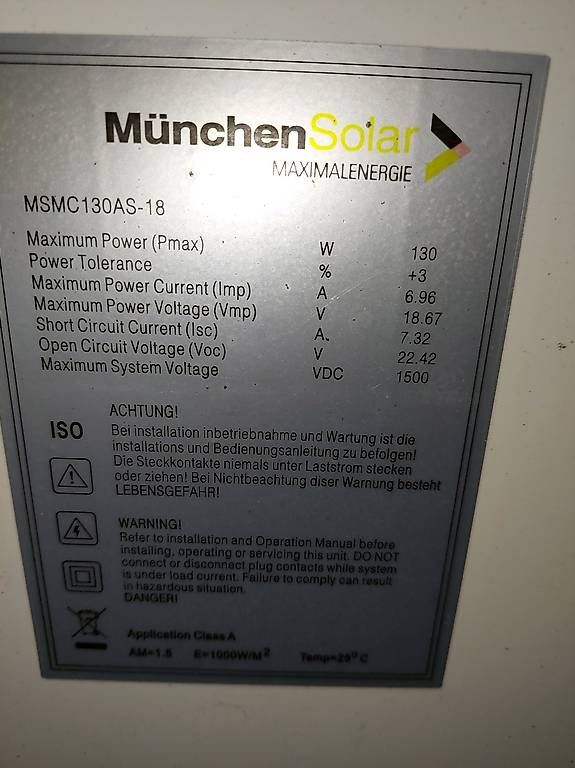 MünchenSolar
MAXIMALENERGIE
MSMC130AS-18
Maximum Power (Pmax) W 130
Power Tolerance % +3
Maximum Power Current (Imp) A 6.96
Maximum Power Voltage (Vmp) V 18.67
Short Circuit Current (Isc) A. 7.32
Open Circuit Voltage (Voc) V 22.42
Maximum System Voltage VDC 1500
ISO
ACHTUNG!
Bei installation inbetriebnahme und Wartung ist die
installations und Bedienungsanleitung zu befolgen!
Die Steckkontakte niemals unter Laststrom stecken
oder ziehen! Bei Nichtbeachtung diser Warnung besteht
LEBENSGEFAHR!
WARNING!
Refer to installation and Operation Manual before
installing, operating or servicing this unit. DO NOT
connect or disconnect plug contacts while system
is under load current. Failure to comply can result
in hazardous situation.
DANGER!
Application Class A
AM=1.5 E=1000W/M² Temp=25⁰ C